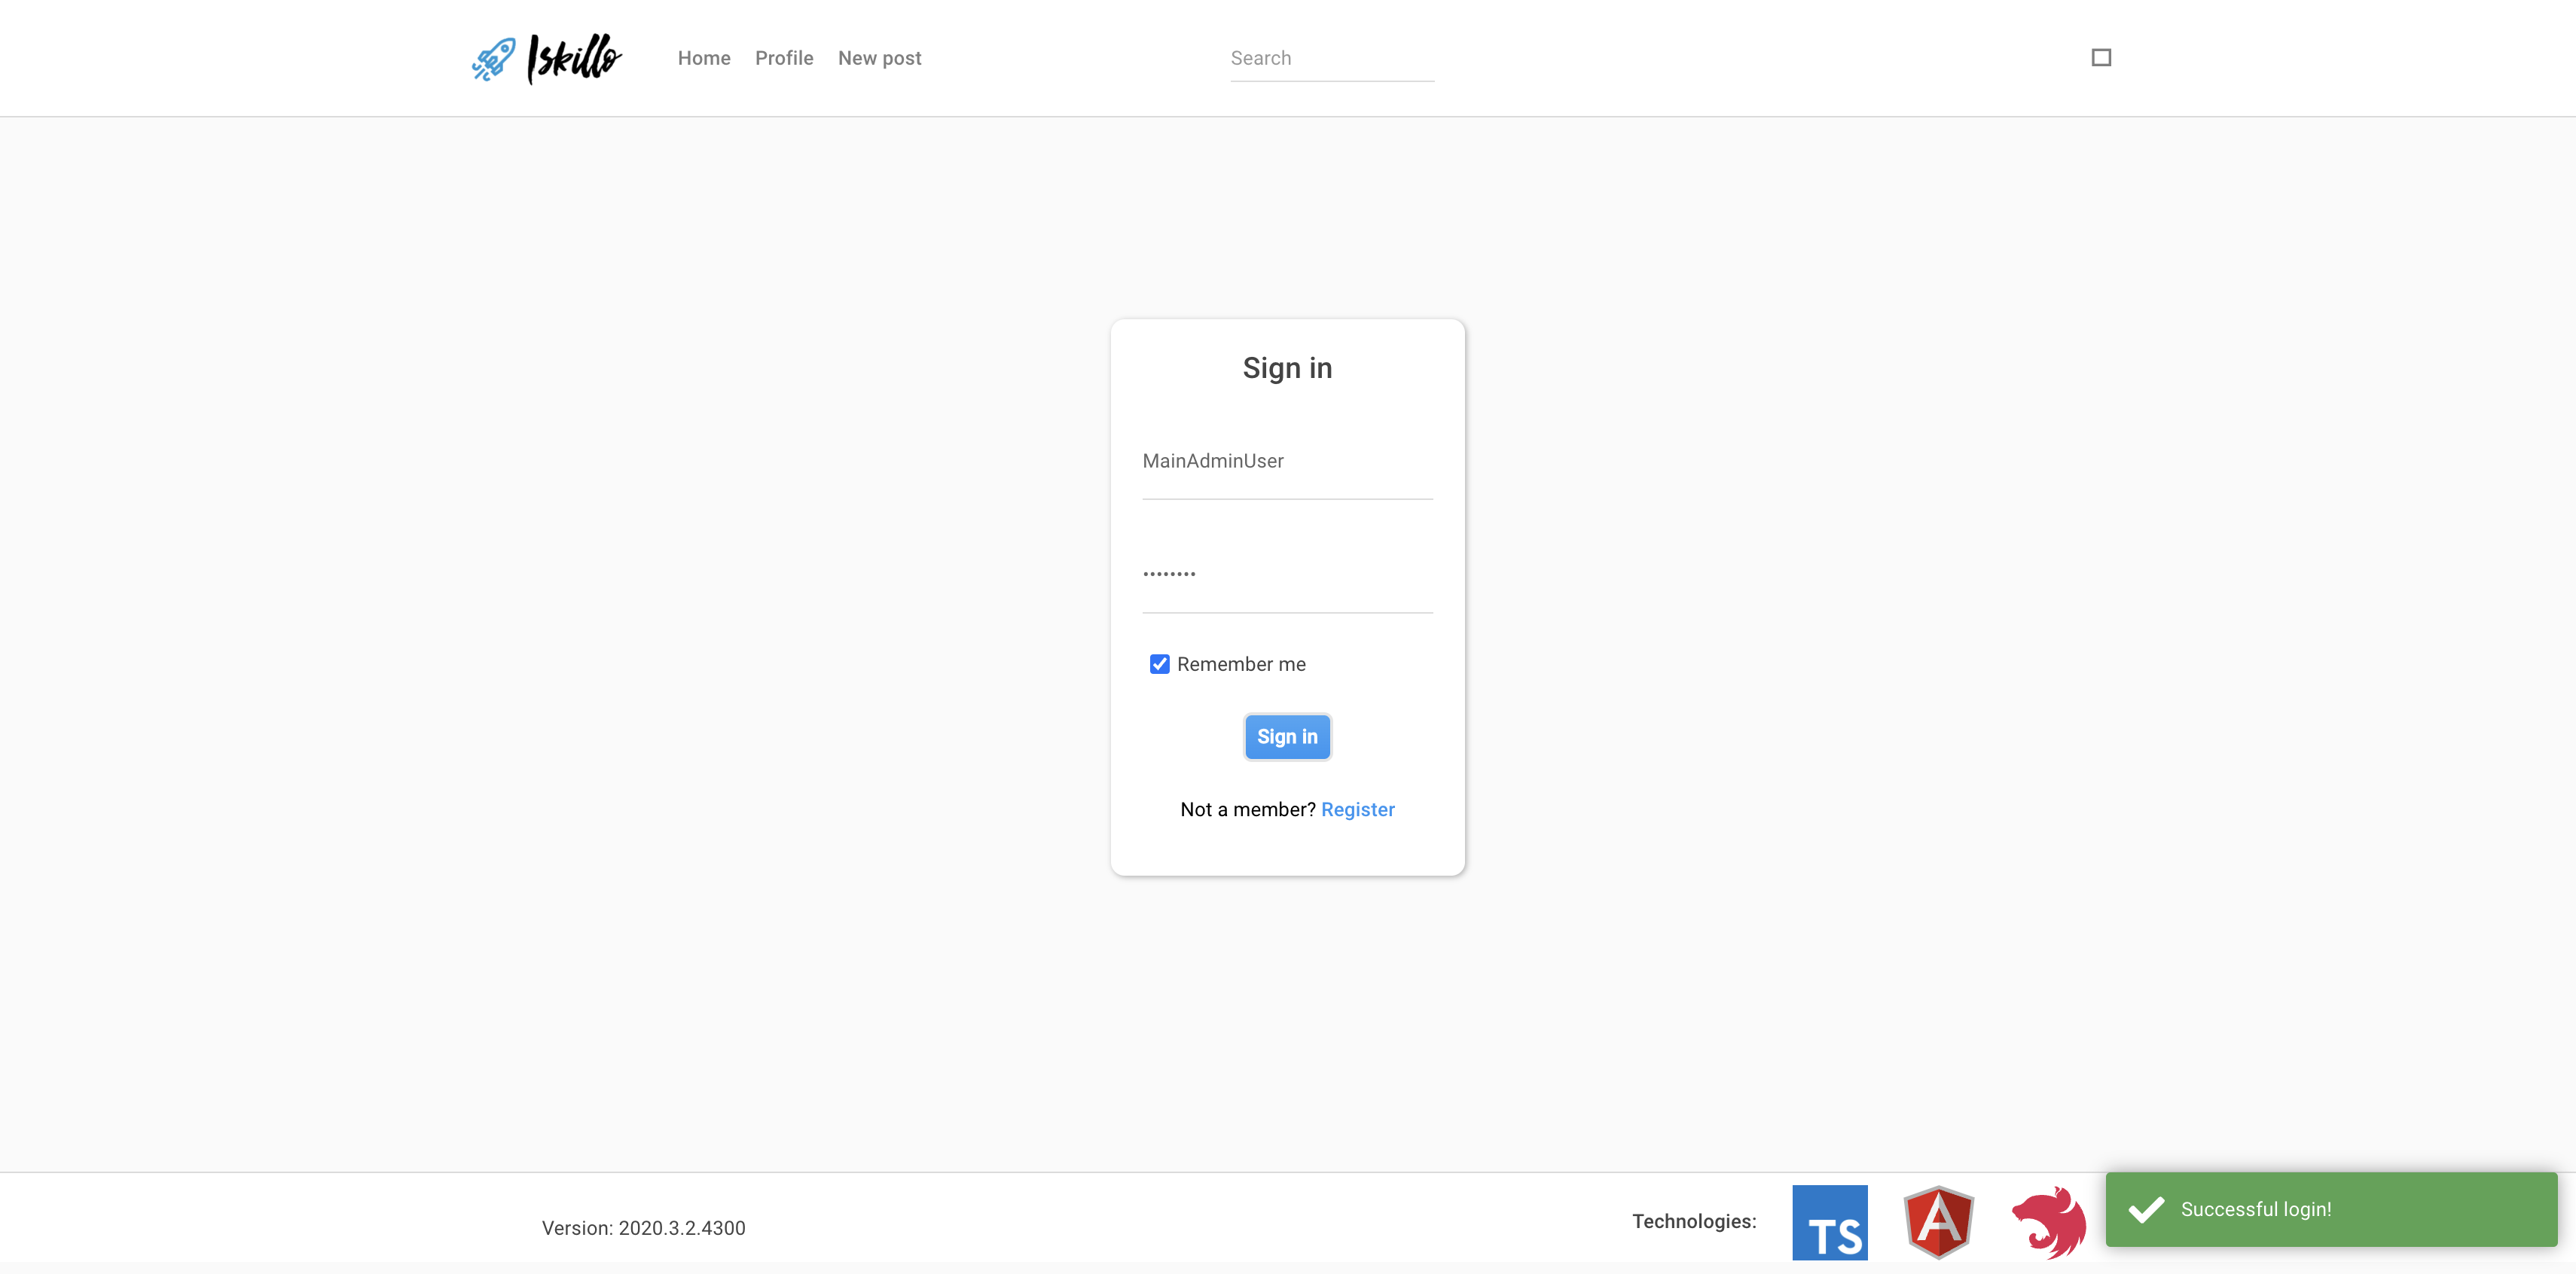 Iskillo
Home Profile New post
Search
Sign in
MainAdminUser
••••••••
Remember me
Sign in
Not a member? Register
Version: 2020.3.2.4300
Technologies:
TS
A
Successful login!